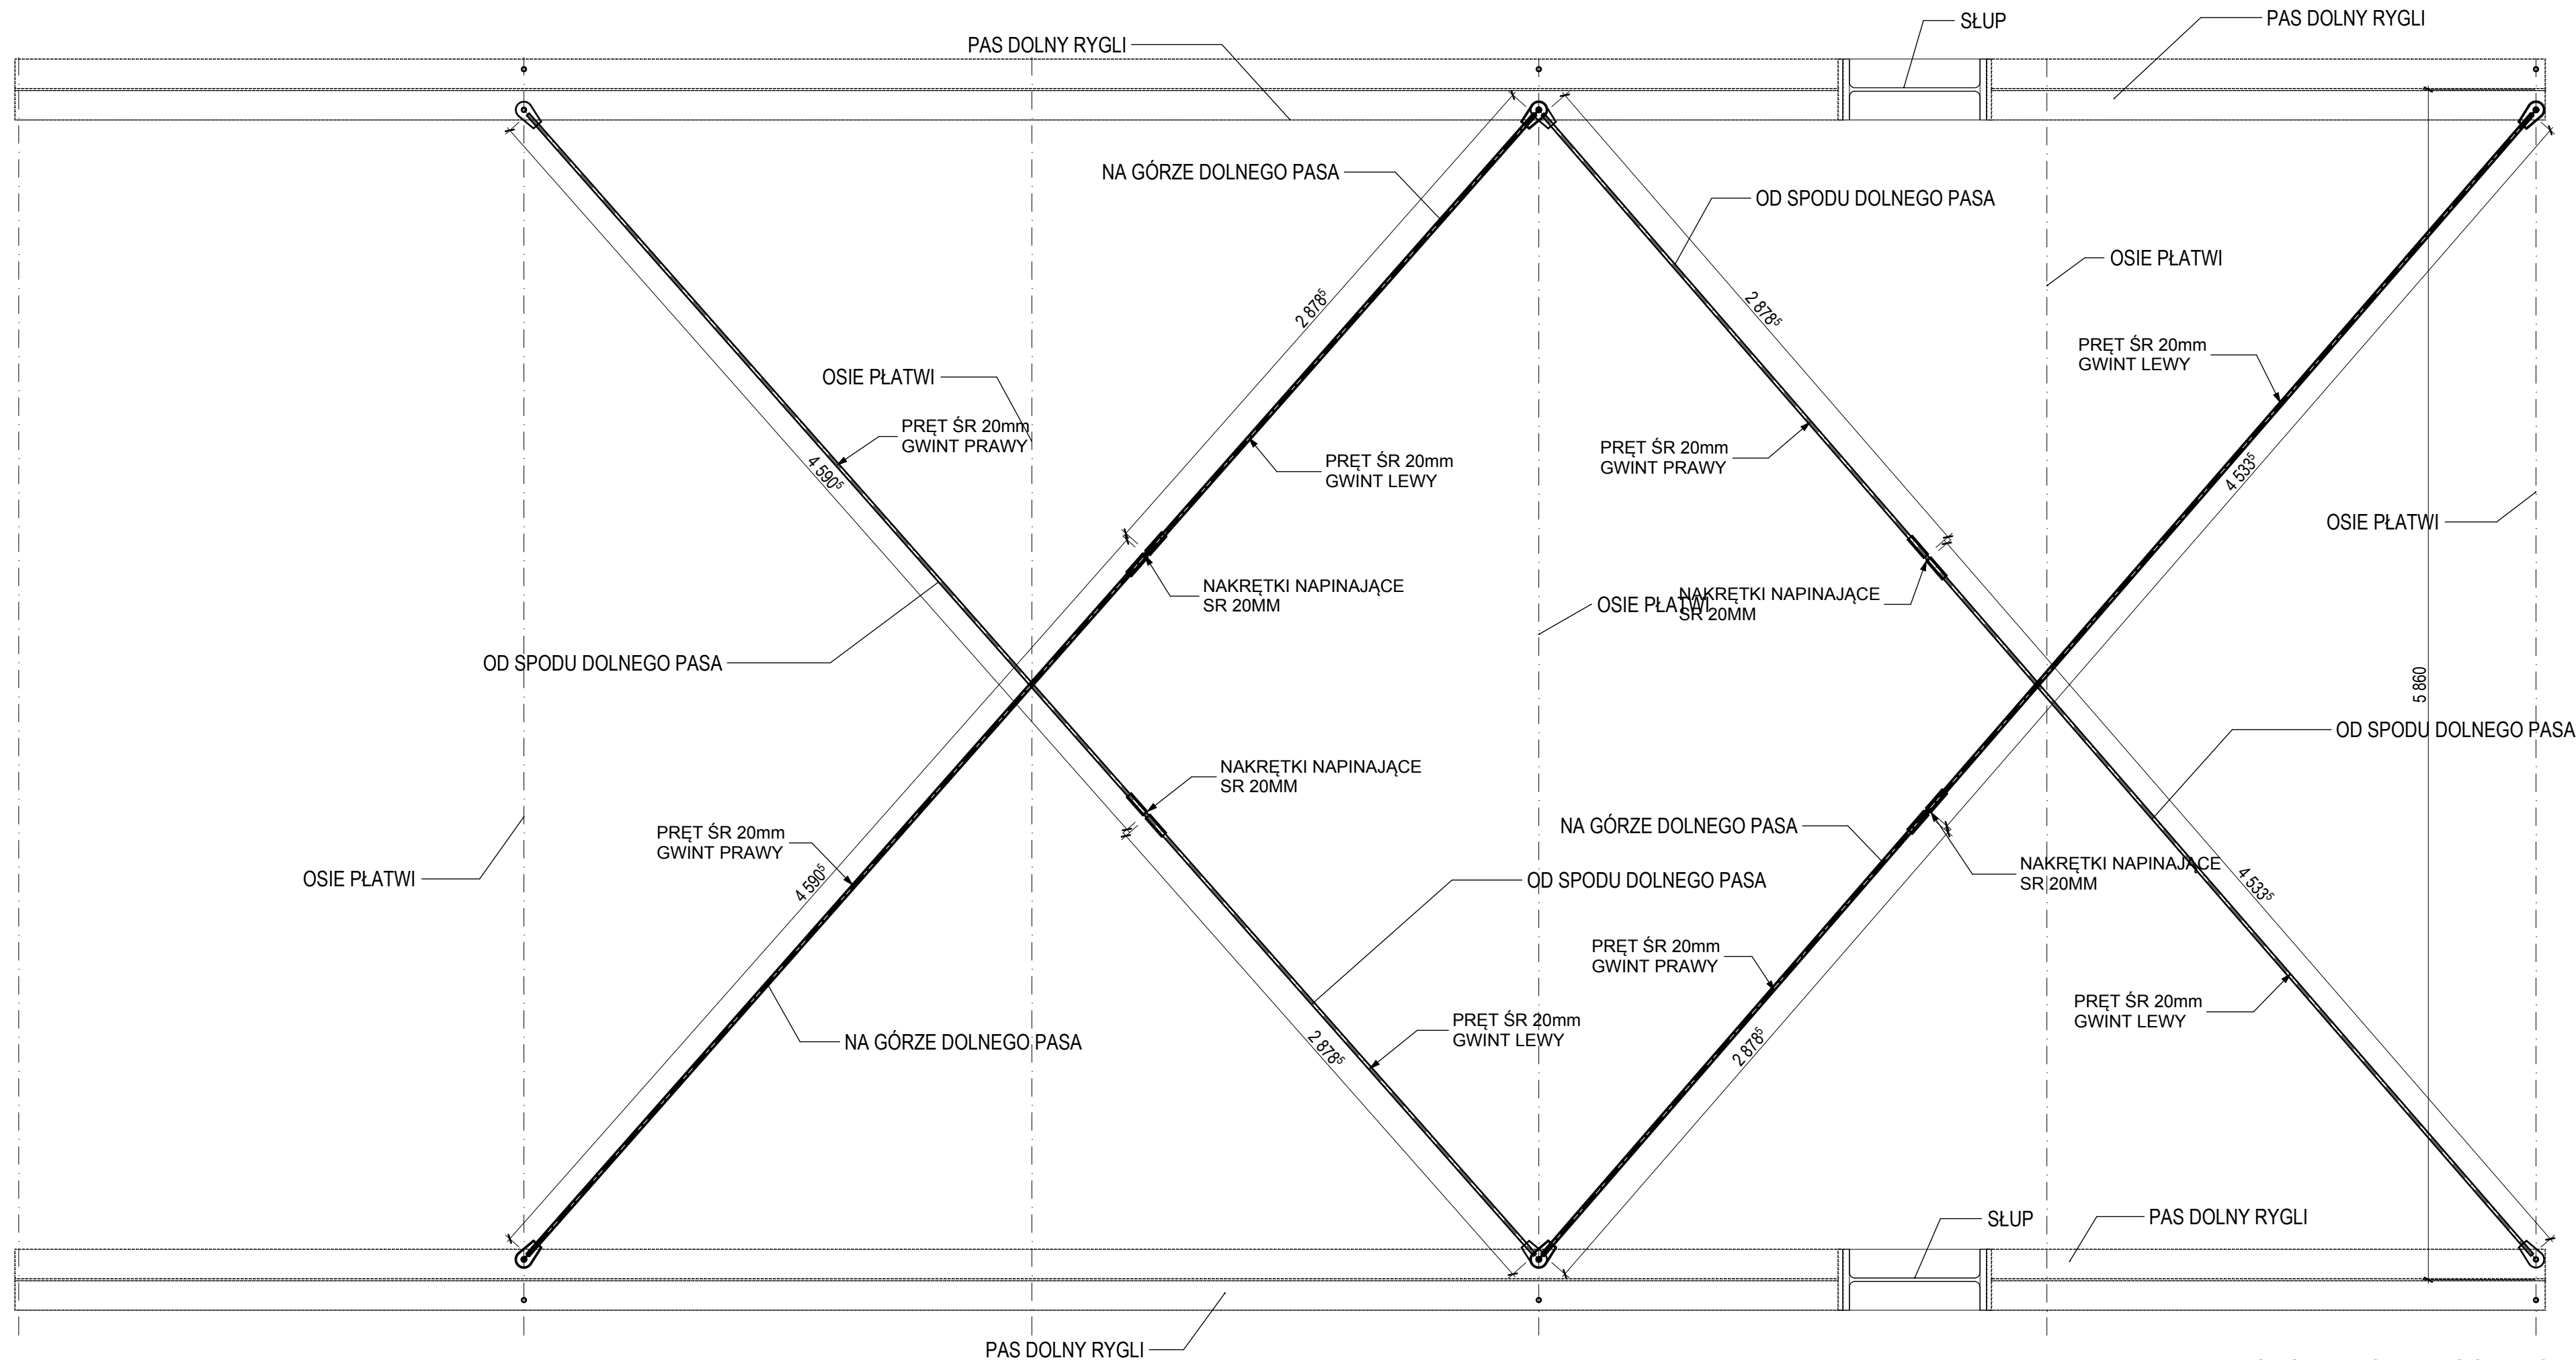 SŁUP
PAS DOLNY RYGLI
PAS DOLNY RYGLI
NA GÓRZE DOLNEGO PASA
OD SPODU DOLNEGO PASA
OSIE PŁATWI
2 878⁵
2 878⁵
PRĘT ŚR 20mm
GWINT LEWY
OSIE PŁATWI
PRĘT ŚR 20mm
GWINT PRAWY
PRĘT ŚR 20mm
GWINT LEWY
PRĘT ŚR 20mm
GWINT PRAWY
4 590⁵
4 533⁵
OSIE PŁATWI
NAKRĘTKI NAPINAJĄCE
SR 20MM
OSIE PŁATWI
NAKRĘTKI NAPINAJĄCE
SR 20MM
OD SPODU DOLNEGO PASA
5 860
OD SPODU DOLNEGO PASA
NAKRĘTKI NAPINAJĄCE
SR 20MM
PRĘT ŚR 20mm
GWINT PRAWY
NA GÓRZE DOLNEGO PASA
OSIE PŁATWI
4 590⁵
OD SPODU DOLNEGO PASA
NAKRĘTKI NAPINAJĄCE
SR 20MM
4 533⁵
PRĘT ŚR 20mm
GWINT PRAWY
PRĘT ŚR 20mm
GWINT LEWY
NA GÓRZE DOLNEGO PASA
PRĘT ŚR 20mm
GWINT LEWY
2 878⁵
2 878⁵
SŁUP
PAS DOLNY RYGLI
PAS DOLNY RYGLI